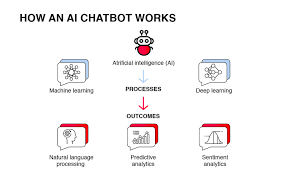 HOW AN AI CHATBOT WORKS
Atrificial intelligence (AI)
Machine learning
PROCESSES
Deep learning
OUTCOMES
Natural language
processing
Predictive
analytics
Sentiment
analytics